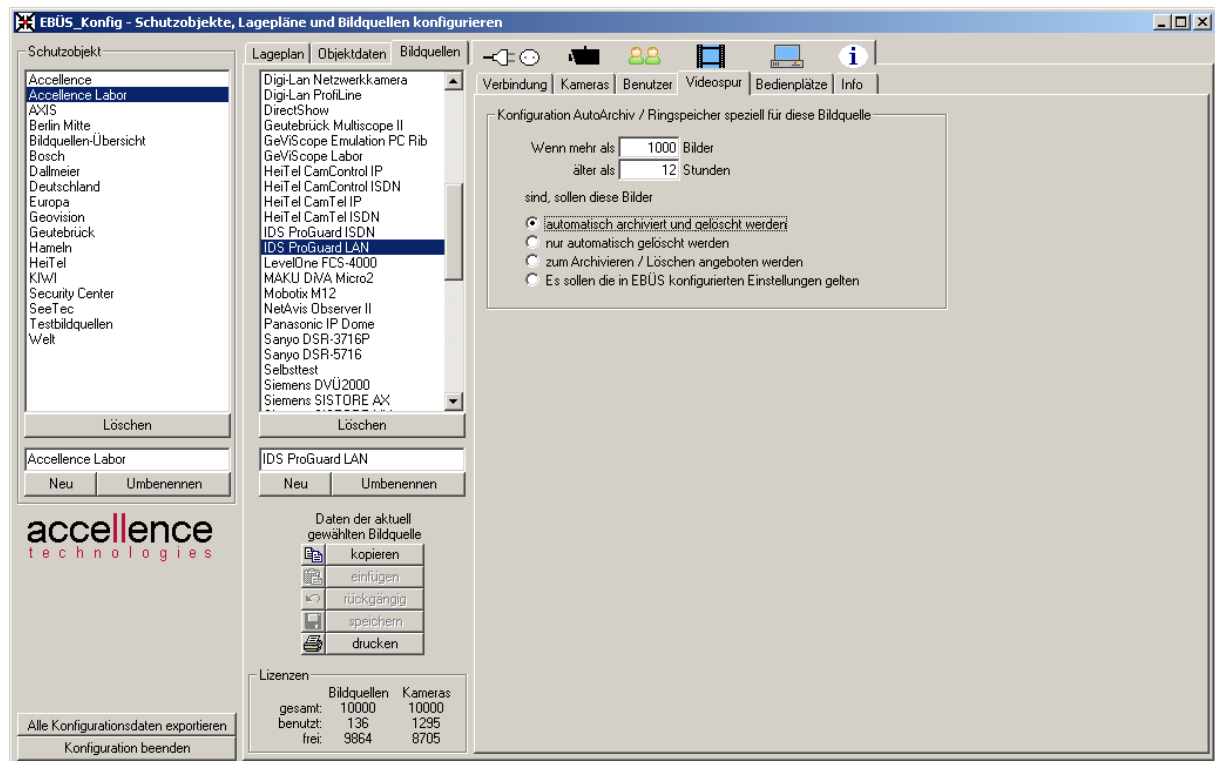 EBÜS_Konfig - Schutzobjekte, Lagepläne und Bildquellen konfigurieren
Schutzobjekt
Accellence
Accellence Labor
AXIS
Berlin Mitte
Bildquellen-Übersicht
Bosch
Dallmeier
Deutschland
Europa
Geovision
Geutebrück
Hameln
HeiTel
KIWI
Security Center
SeeTec
Testbildquellen
Welt
Löschen
Accellence Labor
Neu
Umbenennen
accellence
technologies
Alle Konfigurationsdaten exportieren
Konfiguration beenden
Lageplan
Objektdaten
Bildquellen
Digi-Lan Netzwerkkamera
Digi-Lan ProfiLine
DirectShow
Geutebrück Multiscope II
GeViScope Emulation PC Rib
GeViScope Labor
HeiTel CamControl IP
HeiTel CamControl ISDN
HeiTel CamTel IP
HeiTel CamTel ISDN
IDS ProGuard ISDN
IDS ProGuard LAN
LevelOne FCS-4000
MAKU DiVA Micro2
Mobotix M12
NetAvis Observer II
Panasonic IP Dome
Sanyo DSR-3716P
Sanyo DSR-5716
Selbsttest
Siemens DVÜ2000
Siemens SISTORE AX
Löschen
IDS ProGuard LAN
Neu
Umbenennen
Daten der aktuell
gewählten Bildquelle
kopieren
einfügen
rückgängig
speichern
drucken
Lizenzen
Bildquellen Kameras
gesamt: 10000 10000
benutzt: 136 1295
frei: 9864 8705
Verbindung
Kameras
Benutzer
Videospur
Bedienplätze
Info
Konfiguration AutoArchiv / Ringspeicher speziell für diese Bildquelle
Wenn mehr als 1000 Bilder
älter als 12 Stunden
sind, sollen diese Bilder
automatisch archiviert und gelöscht werden
nur automatisch gelöscht werden
zum Archivieren / Löschen angeboten werden
Es sollen die in EBÜS konfigurierten Einstellungen gelten